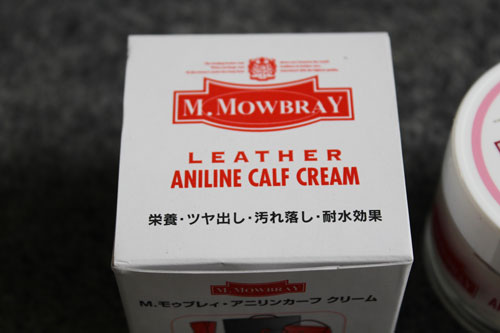 M. MOWBRAY
LEATHER
ANILINE CALF CREAM
栄養・ツヤ出し・汚れ落し・耐水効果
M. MOWBRAY
M.モゥブレィ・アニリンカーフ クリーム